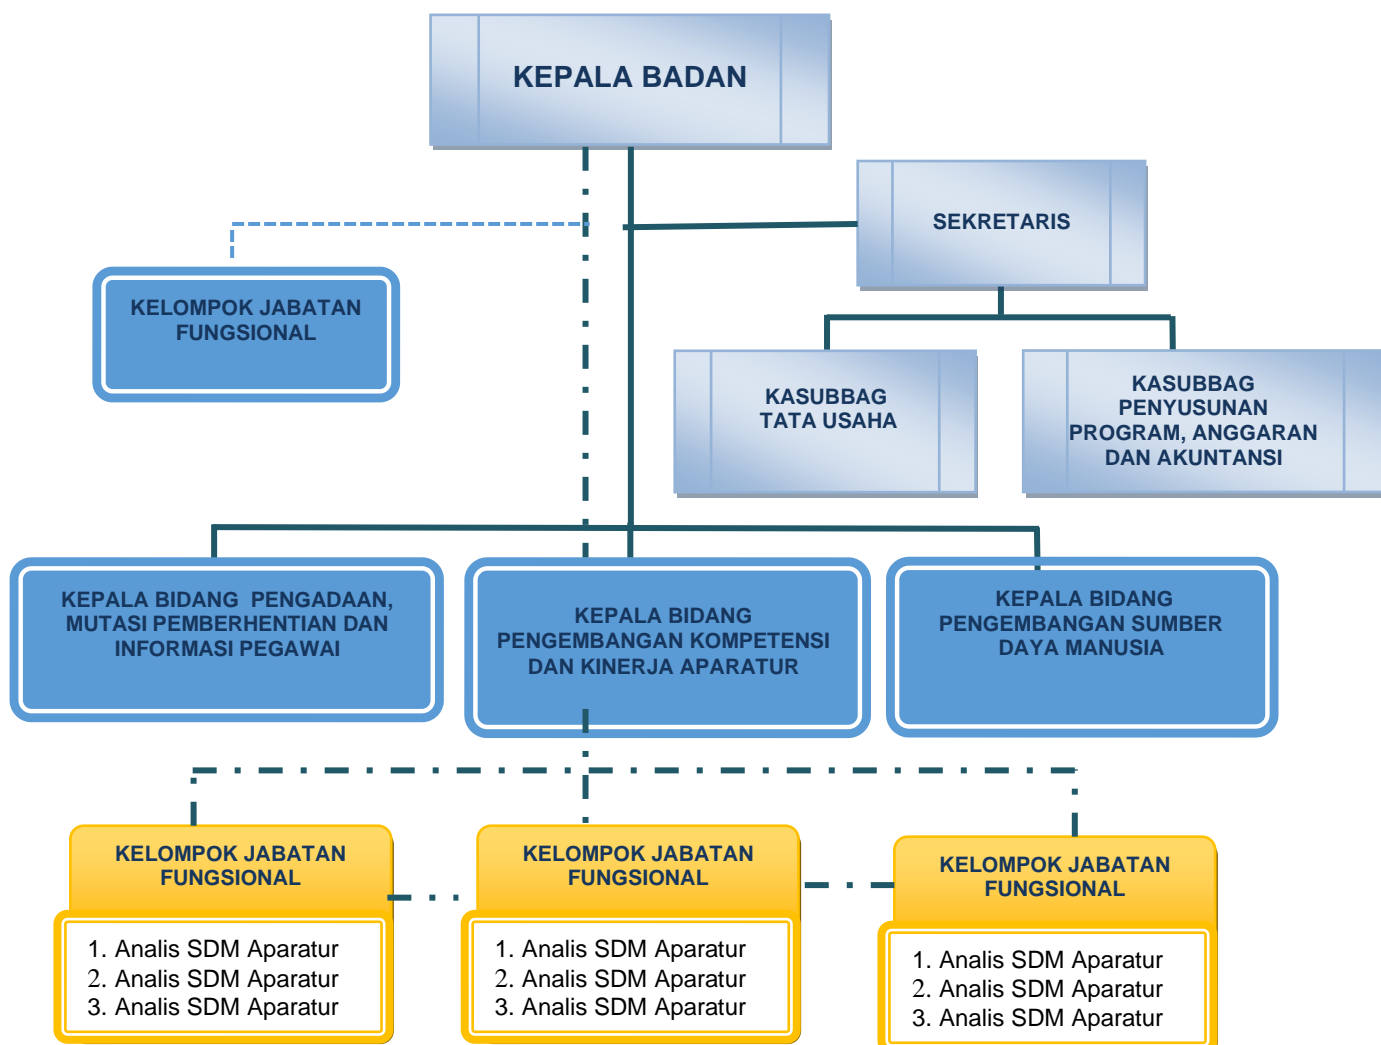 KEPALA BADAN
SEKRETARIS
KELOMPOK JABATAN
FUNGSIONAL
KASUBBAG
TATA USAHA
KASUBBAG
PENYUSUNAN
PROGRAM, ANGGARAN
DAN AKUNTANSI
KEPALA BIDANG PENGADAAN,
MUTASI PEMBERHENTIAN DAN
INFORMASI PEGAWAI
KEPALA BIDANG
PENGEMBANGAN KOMPETENSI
DAN KINERJA APARATUR
KEPALA BIDANG
PENGEMBANGAN SUMBER
DAYA MANUSIA
KELOMPOK JABATAN
FUNGSIONAL
1. Analis SDM Aparatur
2. Analis SDM Aparatur
3. Analis SDM Aparatur
KELOMPOK JABATAN
FUNGSIONAL
1. Analis SDM Aparatur
2. Analis SDM Aparatur
3. Analis SDM Aparatur
KELOMPOK JABATAN
FUNGSIONAL
1. Analis SDM Aparatur
2. Analis SDM Aparatur
3. Analis SDM Aparatur